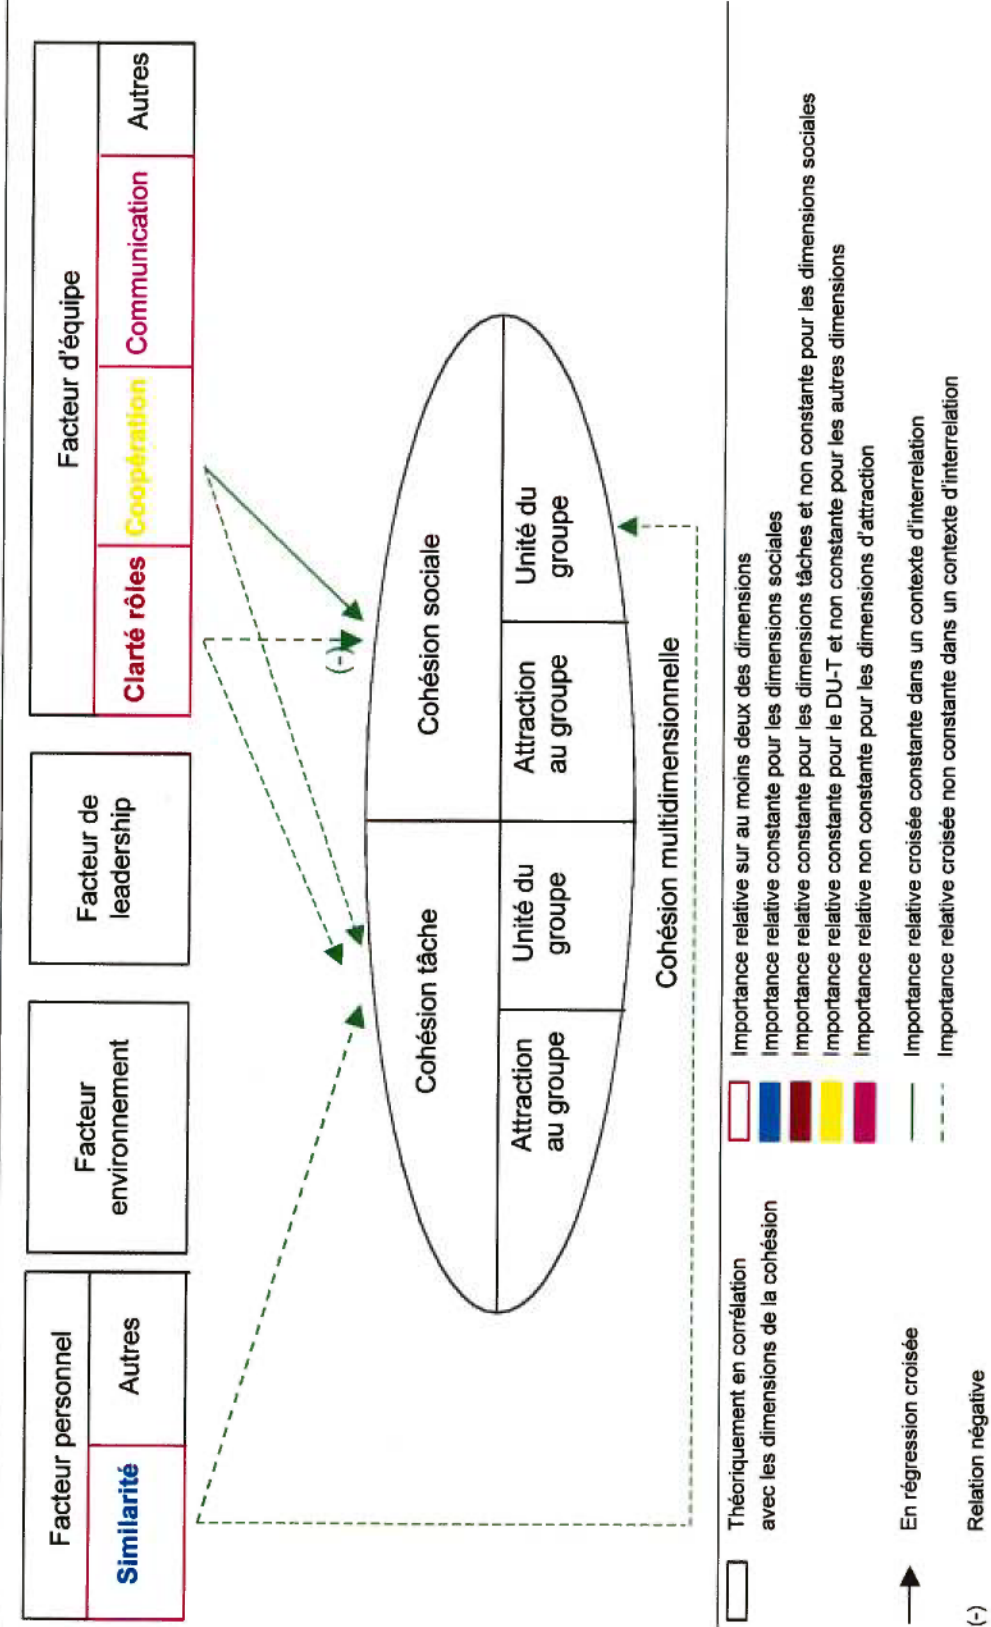 Facteur personnel
Similarité
Autres
Facteur
environnement
Facteur de
leadership
Facteur d'équipe
Clarté rôles
Coopération
Communication
Autres
(-)
Cohésion tâche
Cohésion sociale
Attraction
au groupe
Unité du
groupe
Attraction
au groupe
Unité du
groupe
Cohésion multidimensionnelle
Théoriquement en corrélation
avec les dimensions de la cohésion
En régression croisée
(-)
Relation négative
Importance relative sur au moins deux des dimensions
Importance relative constante pour les dimensions sociales
Importance relative constante pour les dimensions tâches et non constante pour les dimensions sociales
Importance relative constante pour le DU-T et non constante pour les autres dimensions
Importance relative non constante pour les dimensions d'attraction
Importance relative croisée constante dans un contexte d'interrelation
Importance relative croisée non constante dans un contexte d'interrelation